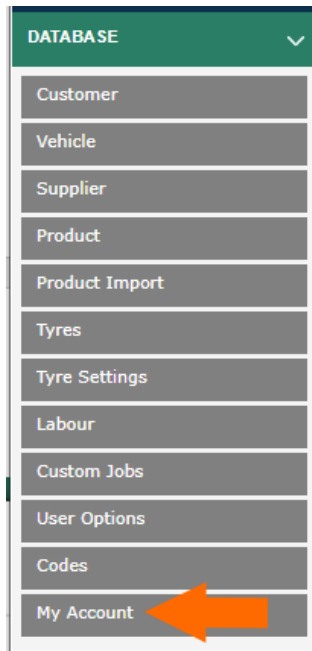 DATABASE
Customer
Vehicle
Supplier
Product
Product Import
Tyres
Tyre Settings
Labour
Custom Jobs
User Options
Codes
My Account